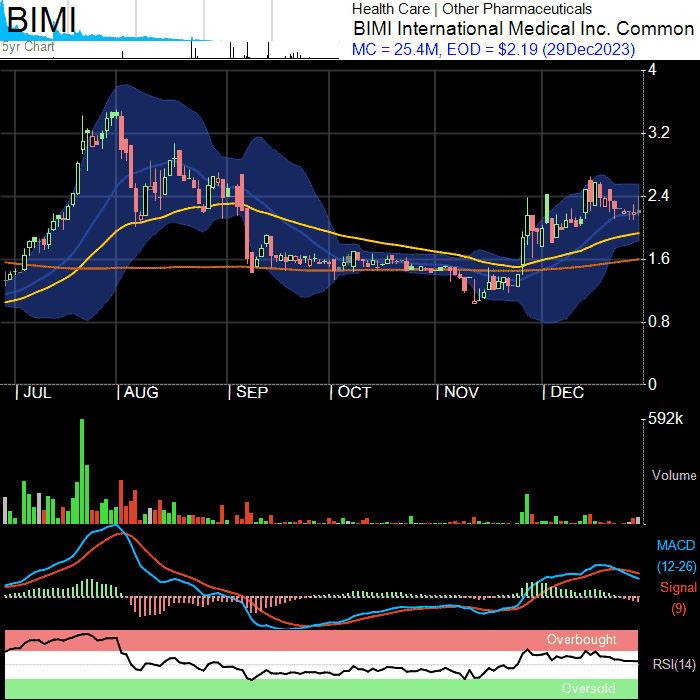 BIMI
5yr Chart
Health Care | Other Pharmaceuticals
BIMI International Medical Inc. Common
MC = 25.4M, EOD = $2.19 (29Dec2023)
4
3.2
2.4
1.6
0.8
0
| JUL | AUG | SEP | OCT | NOV | DEC
592k
Volume
MACD
(12-26)
Signal
(9)
Overbought
RSI(14)
Oversold